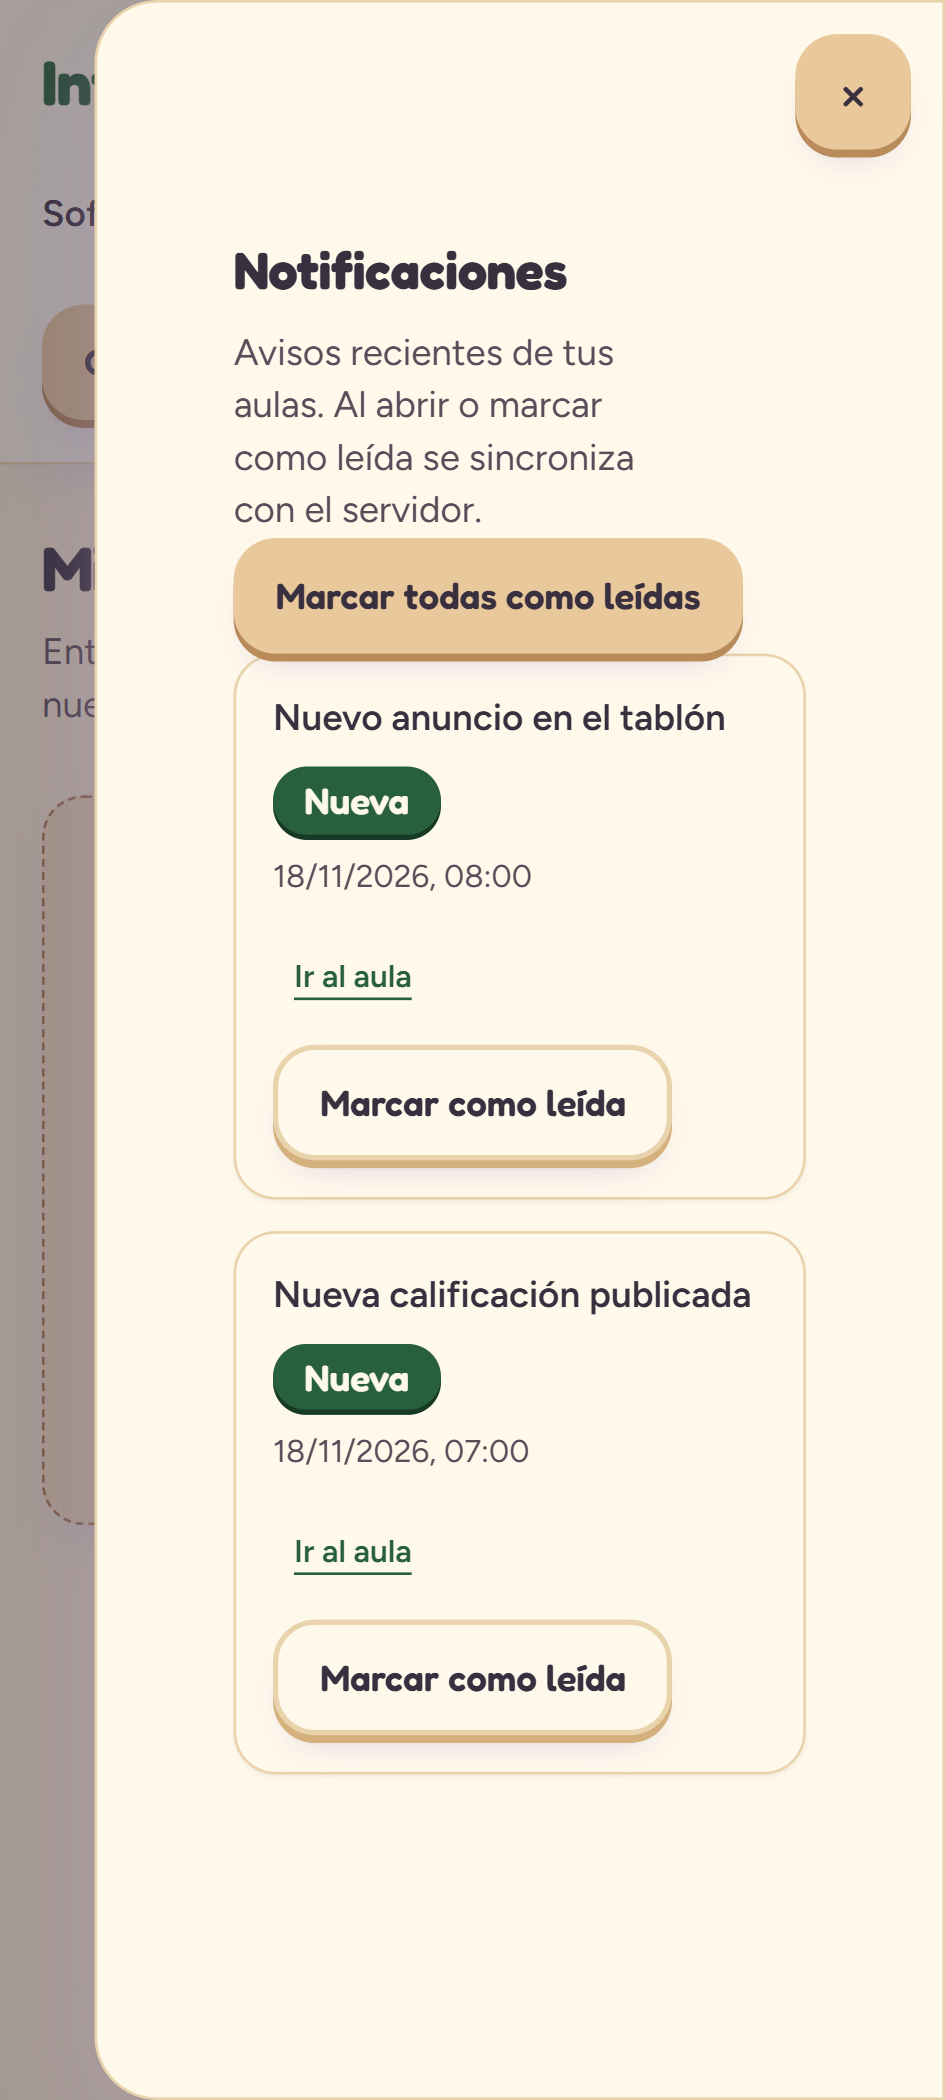 ×
Notificaciones
Avisos recientes de tus
aulas. Al abrir o marcar
como leída se sincroniza
con el servidor.
Marcar todas como leídas
Nuevo anuncio en el tablón
Nueva
18/11/2026, 08:00
Ir al aula
Marcar como leída
Nueva calificación publicada
Nueva
18/11/2026, 07:00
Ir al aula
Marcar como leída